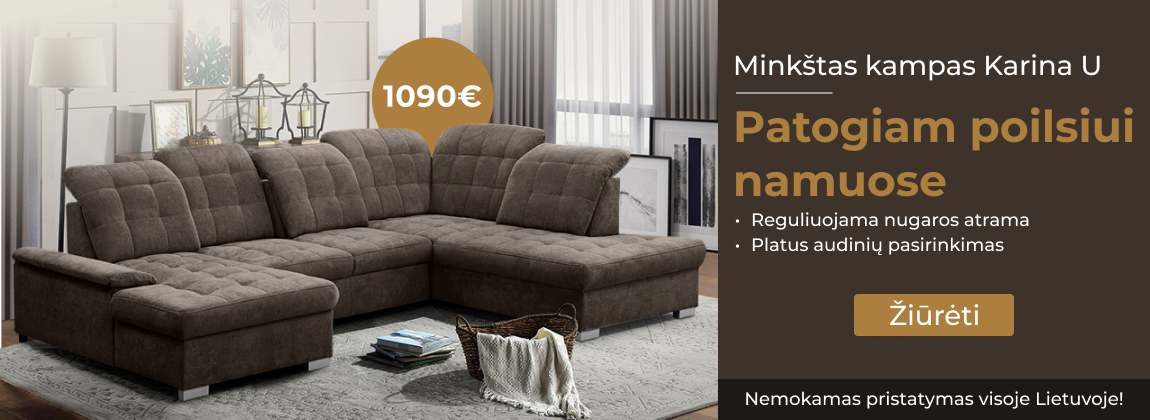 1090€
Minkštas kampas Karina U
Patogiam poilsiui
namuose
• Reguliuojama nugaros atrama
• Platus audinių pasirinkimas
Žiūrėti
Nemokamas pristatymas visoje Lietuvoje!